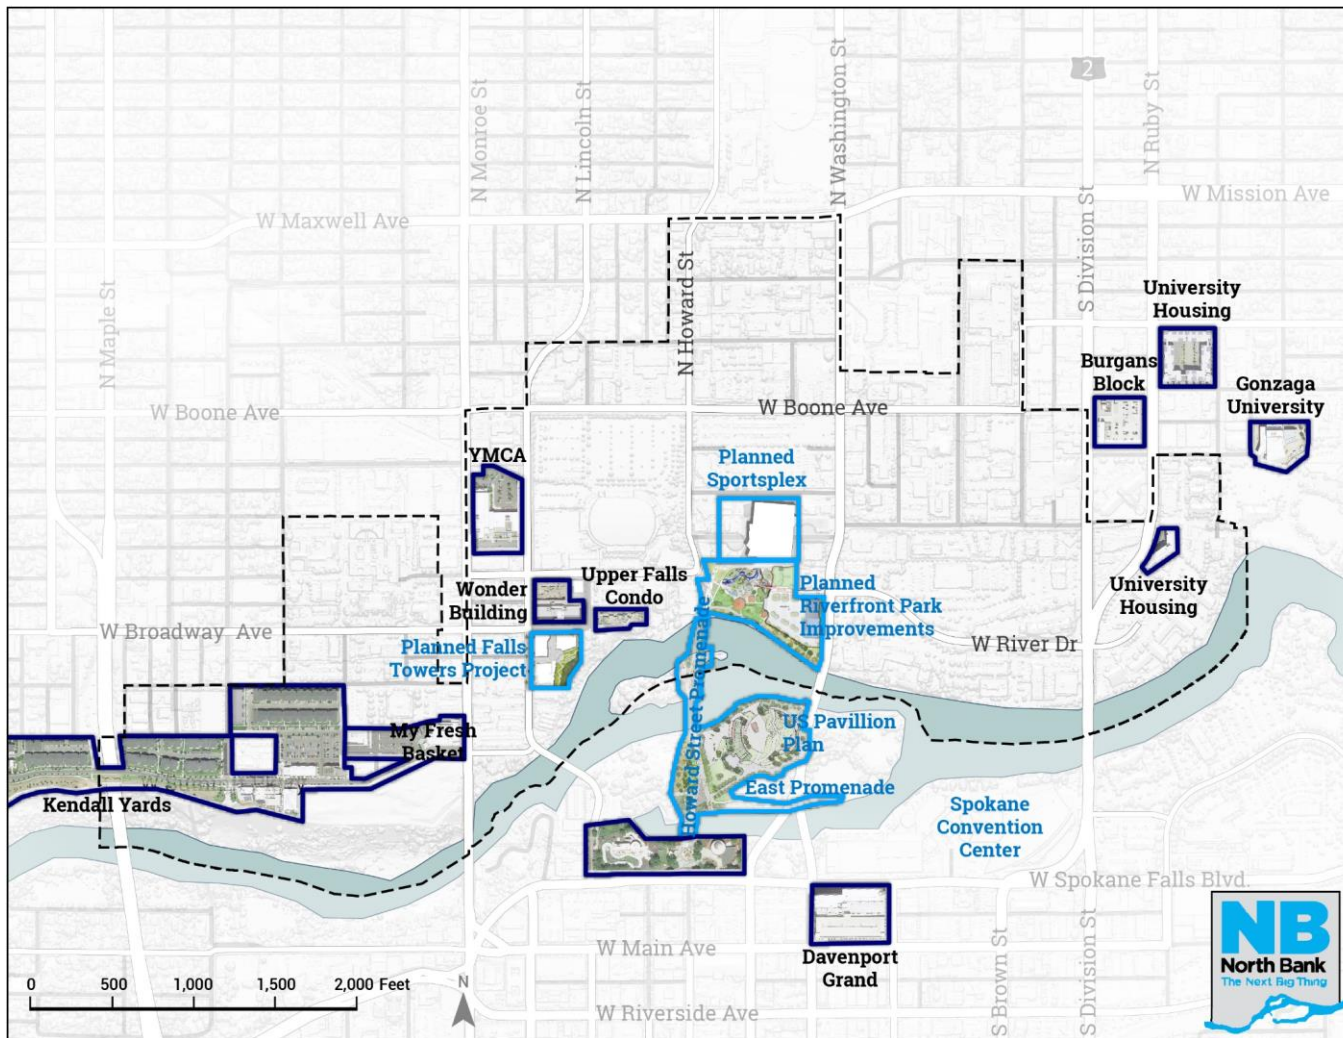 N Monroe St
N Lincoln St
N Washington St
2
N Ruby St
W Mission Ave
W Maxwell Ave
S Division St
N Howard St
N Maple St
University
Housing
Burgans
Block
Gonzaga
University
W Boone Ave
W Boone Ave
YMCA
Planned
Sportsplex
Wonder
Building
Upper Falls
Condo
Planned
Riverfront Park
Improvements
University
Housing
W Broadway Ave
Planned Falls
Towers Project
W River Dr
Howard Street Promenade
My Fresh
Basket
US Pavillion
Plan
East Promenade
Kendall Yards
Spokane
Convention
Center
W Spokane Falls Blvd.
W Main Ave
Davenport
Grand
S Brown St
S Division St
W Riverside Ave
0 500 1,000 1,500 2,000 Feet
N
NB
North Bank
The Next Big Thing